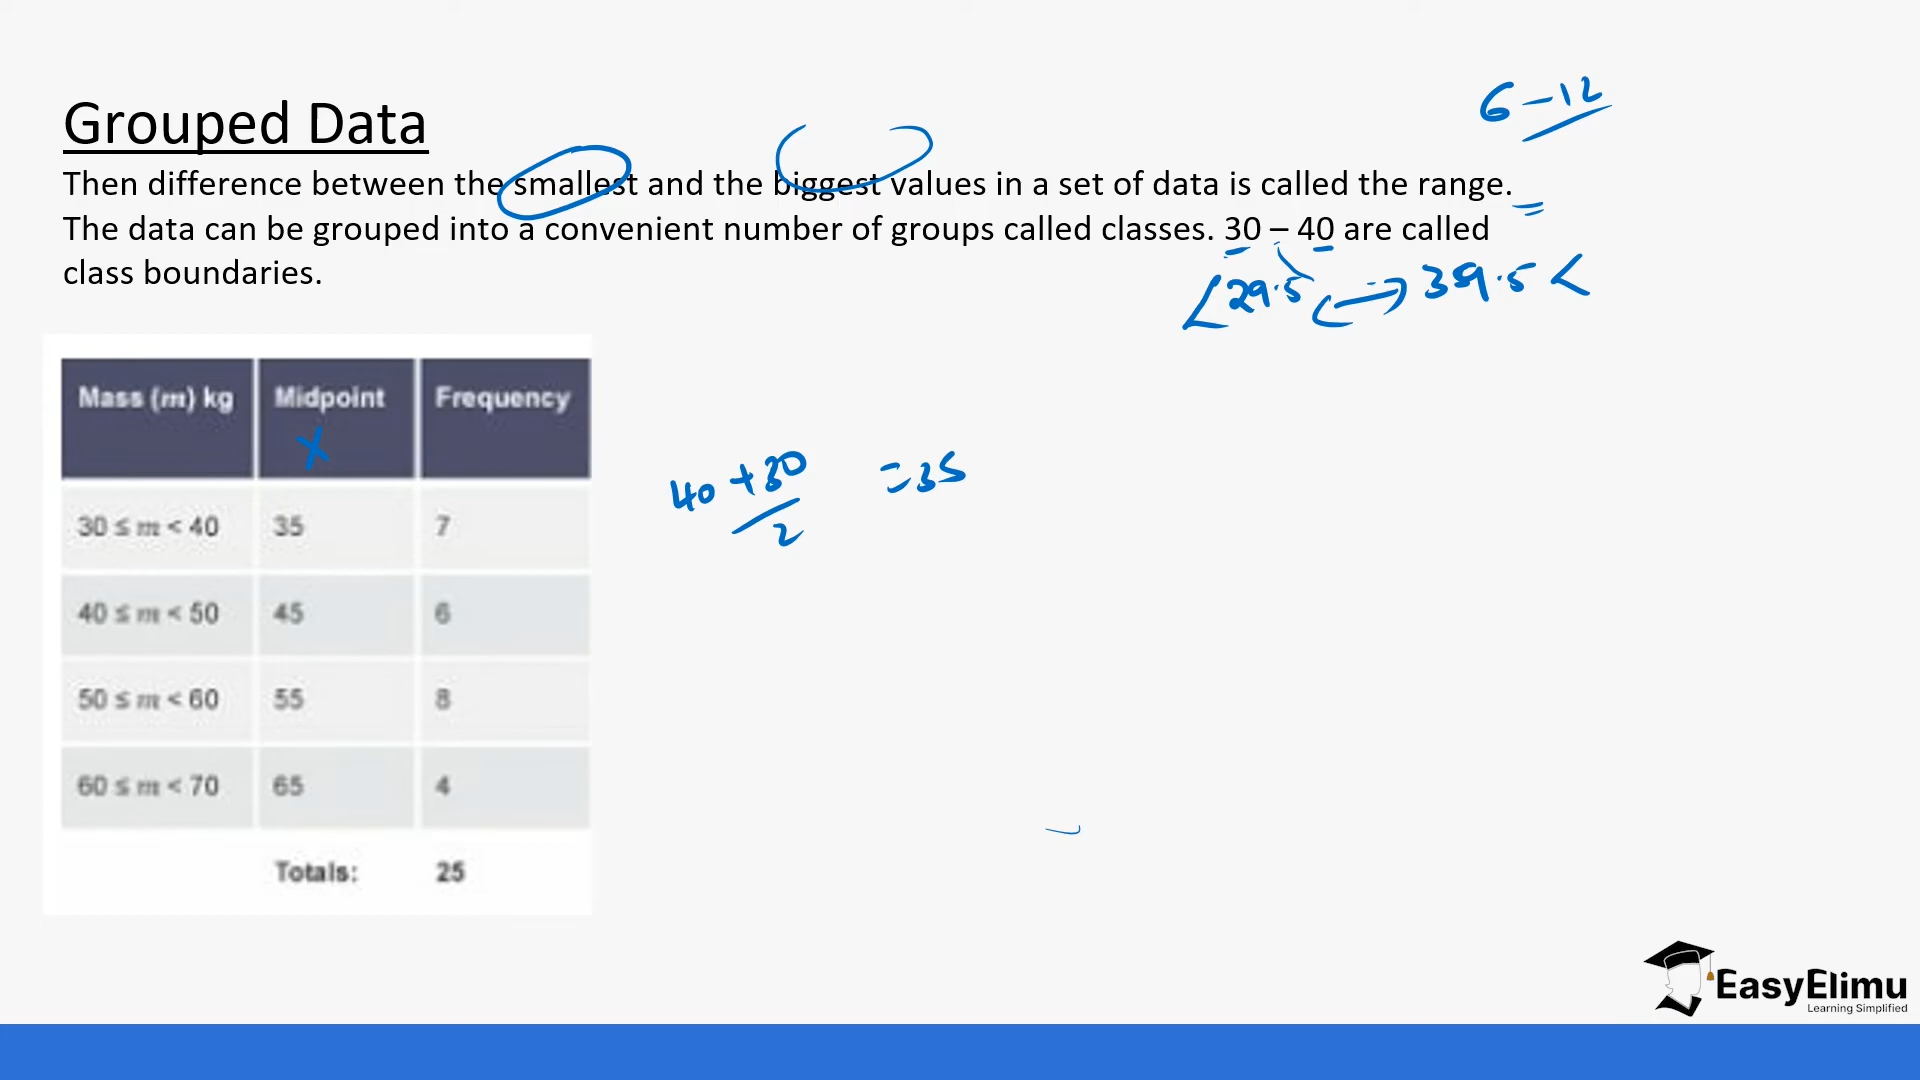 6 - 12
Grouped Data
Then difference between the smallest and the biggest values in a set of data is called the range.
The data can be grouped into a convenient number of groups called classes. 30 – 40 are called
class boundaries.
< 29.5 39.5 <
Mass (m) kg Midpoint Frequency
X
40 + 30 = 35
2
30 ≤ m < 40 35 7
40 ≤ m < 50 45 6
50 ≤ m < 60 55 8
60 ≤ m < 70 65 4
Totals: 25
EasyElimu
Learning Simplified